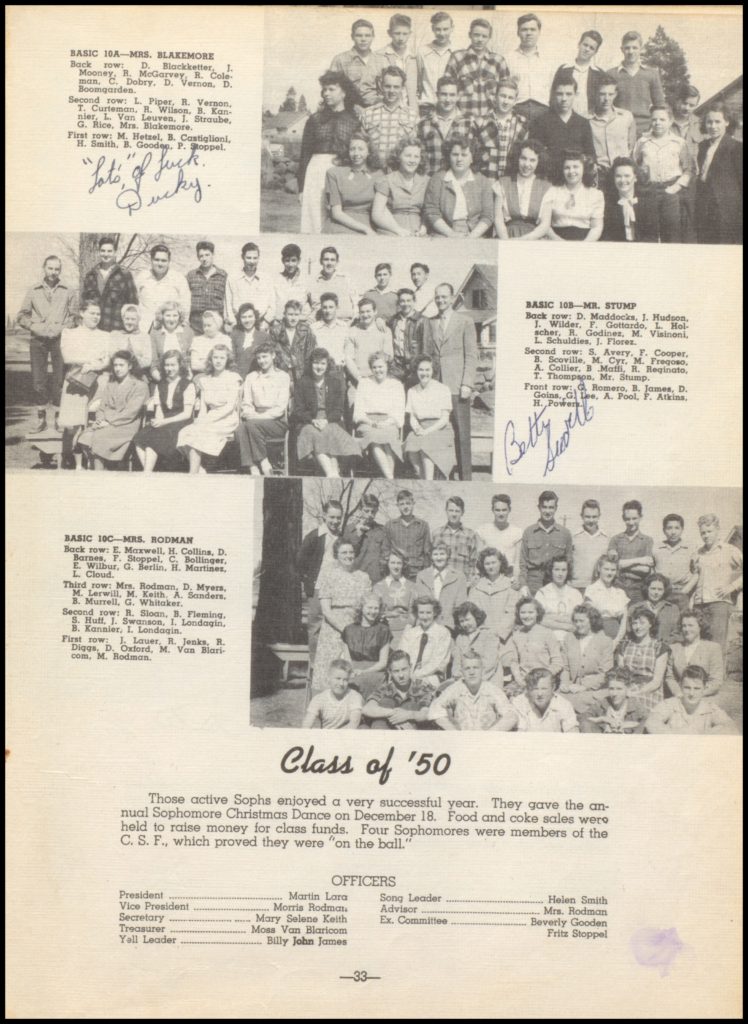 BASIC 10A—MRS. BLAKEMORE
Back row: D. Blackketter, J.
Mooney, R. McGarvey, R. Cole-
man, C. Dobry, D. Vernon, D.
Boomgarden.
Second row: L. Piper, R. Vernon,
T. Curteman, R. Wilson, B. Kan-
nier, L. Van Leuven, J. Straube,
G. Rice, Mrs. Blakemore.
First row: M. Hetzel, B. Castiglioni,
H. Smith, B. Gooden, P. Stoppel.
"Lots" of luck.
Ducky.
BASIC 10B—MR. STUMP
Back row: D. Maddocks, J. Hudson,
J. Wilder, F. Gottardo, L. Hol-
scher, R. Godinez, M. Visinoni,
L. Schuldies, J. Florez.
Second row: S. Avery, F. Cooper,
B. Scoville, M. Cyr, M. Fregoso,
A. Collier, B. Maffi, R. Reginato,
T. Thompson, Mr. Stump.
Front row: Romero, B. James, D.
Goins, G. Lee, A. Pool, F. Atkins,
H. Powers.
Betty
BASIC 10C—MRS. RODMAN
Back row: E. Maxwell, H. Collins, D.
Barnes, F. Stoppel, C. Bollinger,
E. Wilbur, G. Berlin, H. Martinez,
L. Cloud.
Third row: Mrs. Rodman, D. Myers,
M. Lerwill, M. Keith, A. Sanders,
B. Murrell, G. Whitaker.
Second row: R. Sloan, B. Fleming,
S. Huff, J. Swanson, I. Londagin,
B. Kannier, I. Londagin.
First row: J. Lauer, R. Jenks, R.
Diggs, D. Oxford, M. Van Blari-
com, M. Rodman.
Class of '50
Those active Sophs enjoyed a very successful year. They gave the an-
nual Sophomore Christmas Dance on December 18. Food and coke sales were
held to raise money for class funds. Four Sophomores were members of the
C. S. F., which proved they were "on the ball."
OFFICERS
President Martin Lara
Vice President Morris Rodman
Secretary Mary Selene Keith
Treasurer Moss Van Blaricom
Yell Leader Billy John James
Song Leader Helen Smith
Advisor Mrs. Rodman
Ex. Committee Beverly Gooden
Fritz Stoppel
—33—